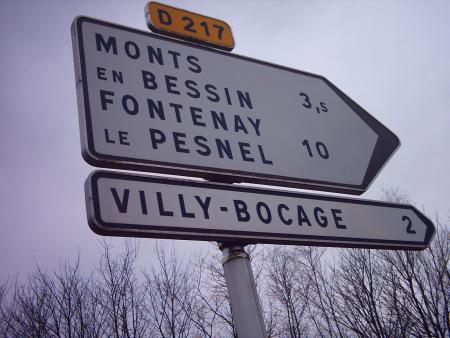 D 217
MONTS
EN BESSIN 3,5
FONTENAY
LE PESNEL 10
VILLY-BOCAGE 2